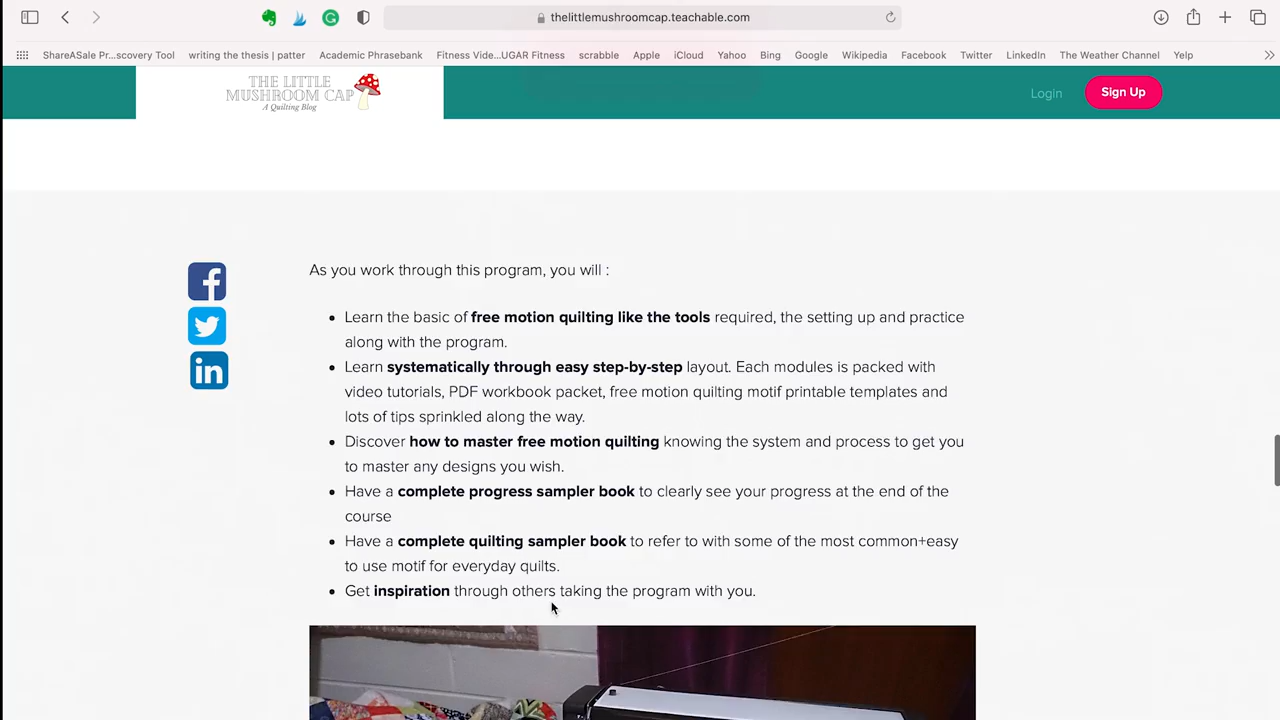 thelittlemushroomcap.teachable.com
ShareASale Pr...scovery Tool writing the thesis | patter Academic Phrasebank Fitness Vide...UGAR Fitness scrabble Apple iCloud Yahoo Bing Google Wikipedia Facebook Twitter LinkedIn The Weather Channel Yelp
THE LITTLE
MUSHROOM CAP
A Quilting Blog
Login Sign Up
As you work through this program, you will :
Learn the basic of free motion quilting like the tools required, the setting up and practice
along with the program.
Learn systematically through easy step-by-step layout. Each modules is packed with
video tutorials, PDF workbook packet, free motion quilting motif printable templates and
lots of tips sprinkled along the way.
Discover how to master free motion quilting knowing the system and process to get you
to master any designs you wish.
Have a complete progress sampler book to clearly see your progress at the end of the
course
Have a complete quilting sampler book to refer to with some of the most common+easy
to use motif for everyday quilts.
Get inspiration through others taking the program with you.